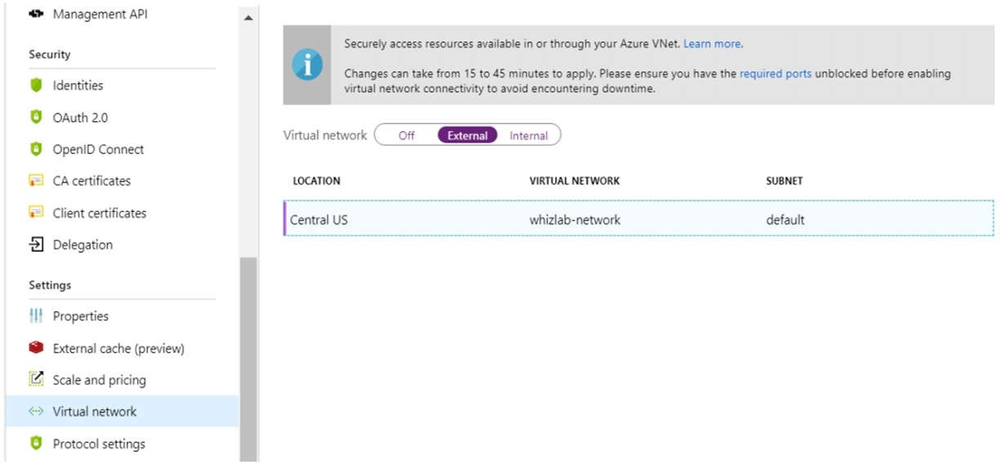 Management API
Security
Identities
OAuth 2.0
OpenID Connect
CA certificates
Client certificates
Delegation
Settings
Properties
External cache (preview)
Scale and pricing
Virtual network
Protocol settings
Securely access resources available in or through your Azure VNet. Learn more.
Changes can take from 15 to 45 minutes to apply. Please ensure you have the required ports unblocked before enabling
virtual network connectivity to avoid encountering downtime.
Virtual network Off External Internal
LOCATION VIRTUAL NETWORK SUBNET
Central US whizlab-network default